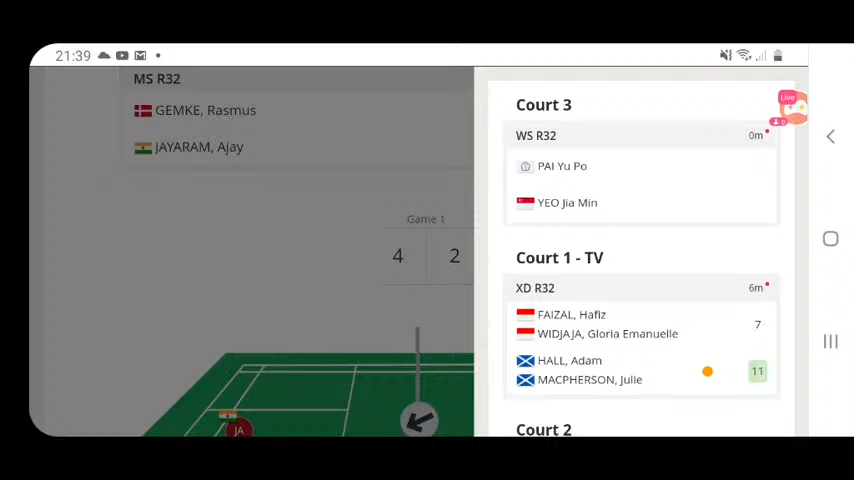 21:39
MS R32
GEMKE, Rasmus
JAYARAM, Ajay
Game 1
4 2
JA
Live
0
Court 3
WS R32 0m
PAI Yu Po
YEO Jia Min
Court 1 - TV
XD R32 6m
FAIZAL, Hafiz
WIDJAJA, Gloria Emanuelle
7
HALL, Adam
MACPHERSON, Julie
11
Court 2